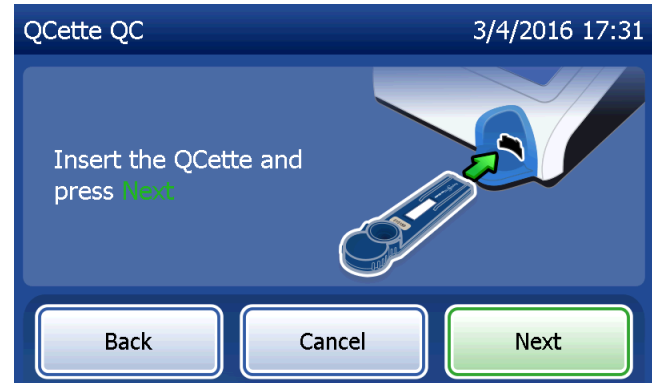 QCette QC 3/4/2016 17:31
Insert the QCette and
press Next
Back Cancel Next